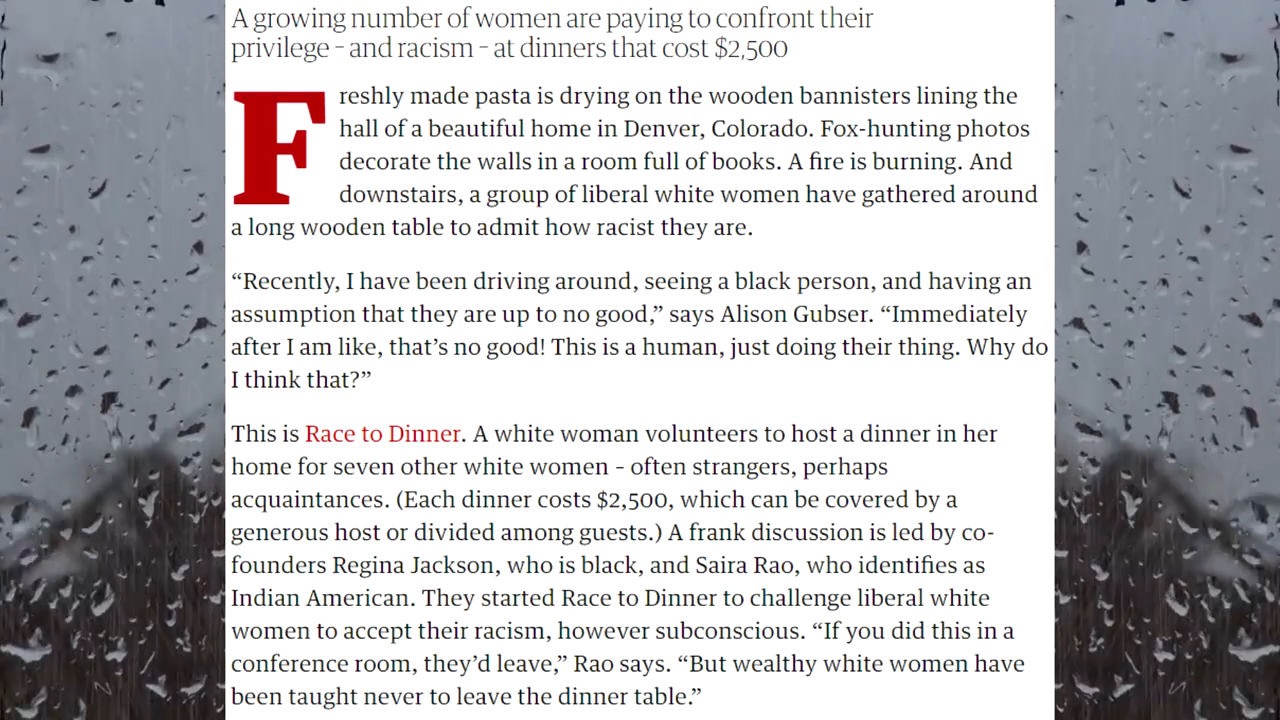 A growing number of women are paying to confront their
privilege – and racism – at dinners that cost $2,500
Freshly made pasta is drying on the wooden bannisters lining the
hall of a beautiful home in Denver, Colorado. Fox-hunting photos
decorate the walls in a room full of books. A fire is burning. And
downstairs, a group of liberal white women have gathered around
a long wooden table to admit how racist they are.
“Recently, I have been driving around, seeing a black person, and having an
assumption that they are up to no good,” says Alison Gubser. “Immediately
after I am like, that’s no good! This is a human, just doing their thing. Why do
I think that?”
This is Race to Dinner. A white woman volunteers to host a dinner in her
home for seven other white women – often strangers, perhaps
acquaintances. (Each dinner costs $2,500, which can be covered by a
generous host or divided among guests.) A frank discussion is led by co-
founders Regina Jackson, who is black, and Saira Rao, who identifies as
Indian American. They started Race to Dinner to challenge liberal white
women to accept their racism, however subconscious. “If you did this in a
conference room, they’d leave,” Rao says. “But wealthy white women have
been taught never to leave the dinner table.”